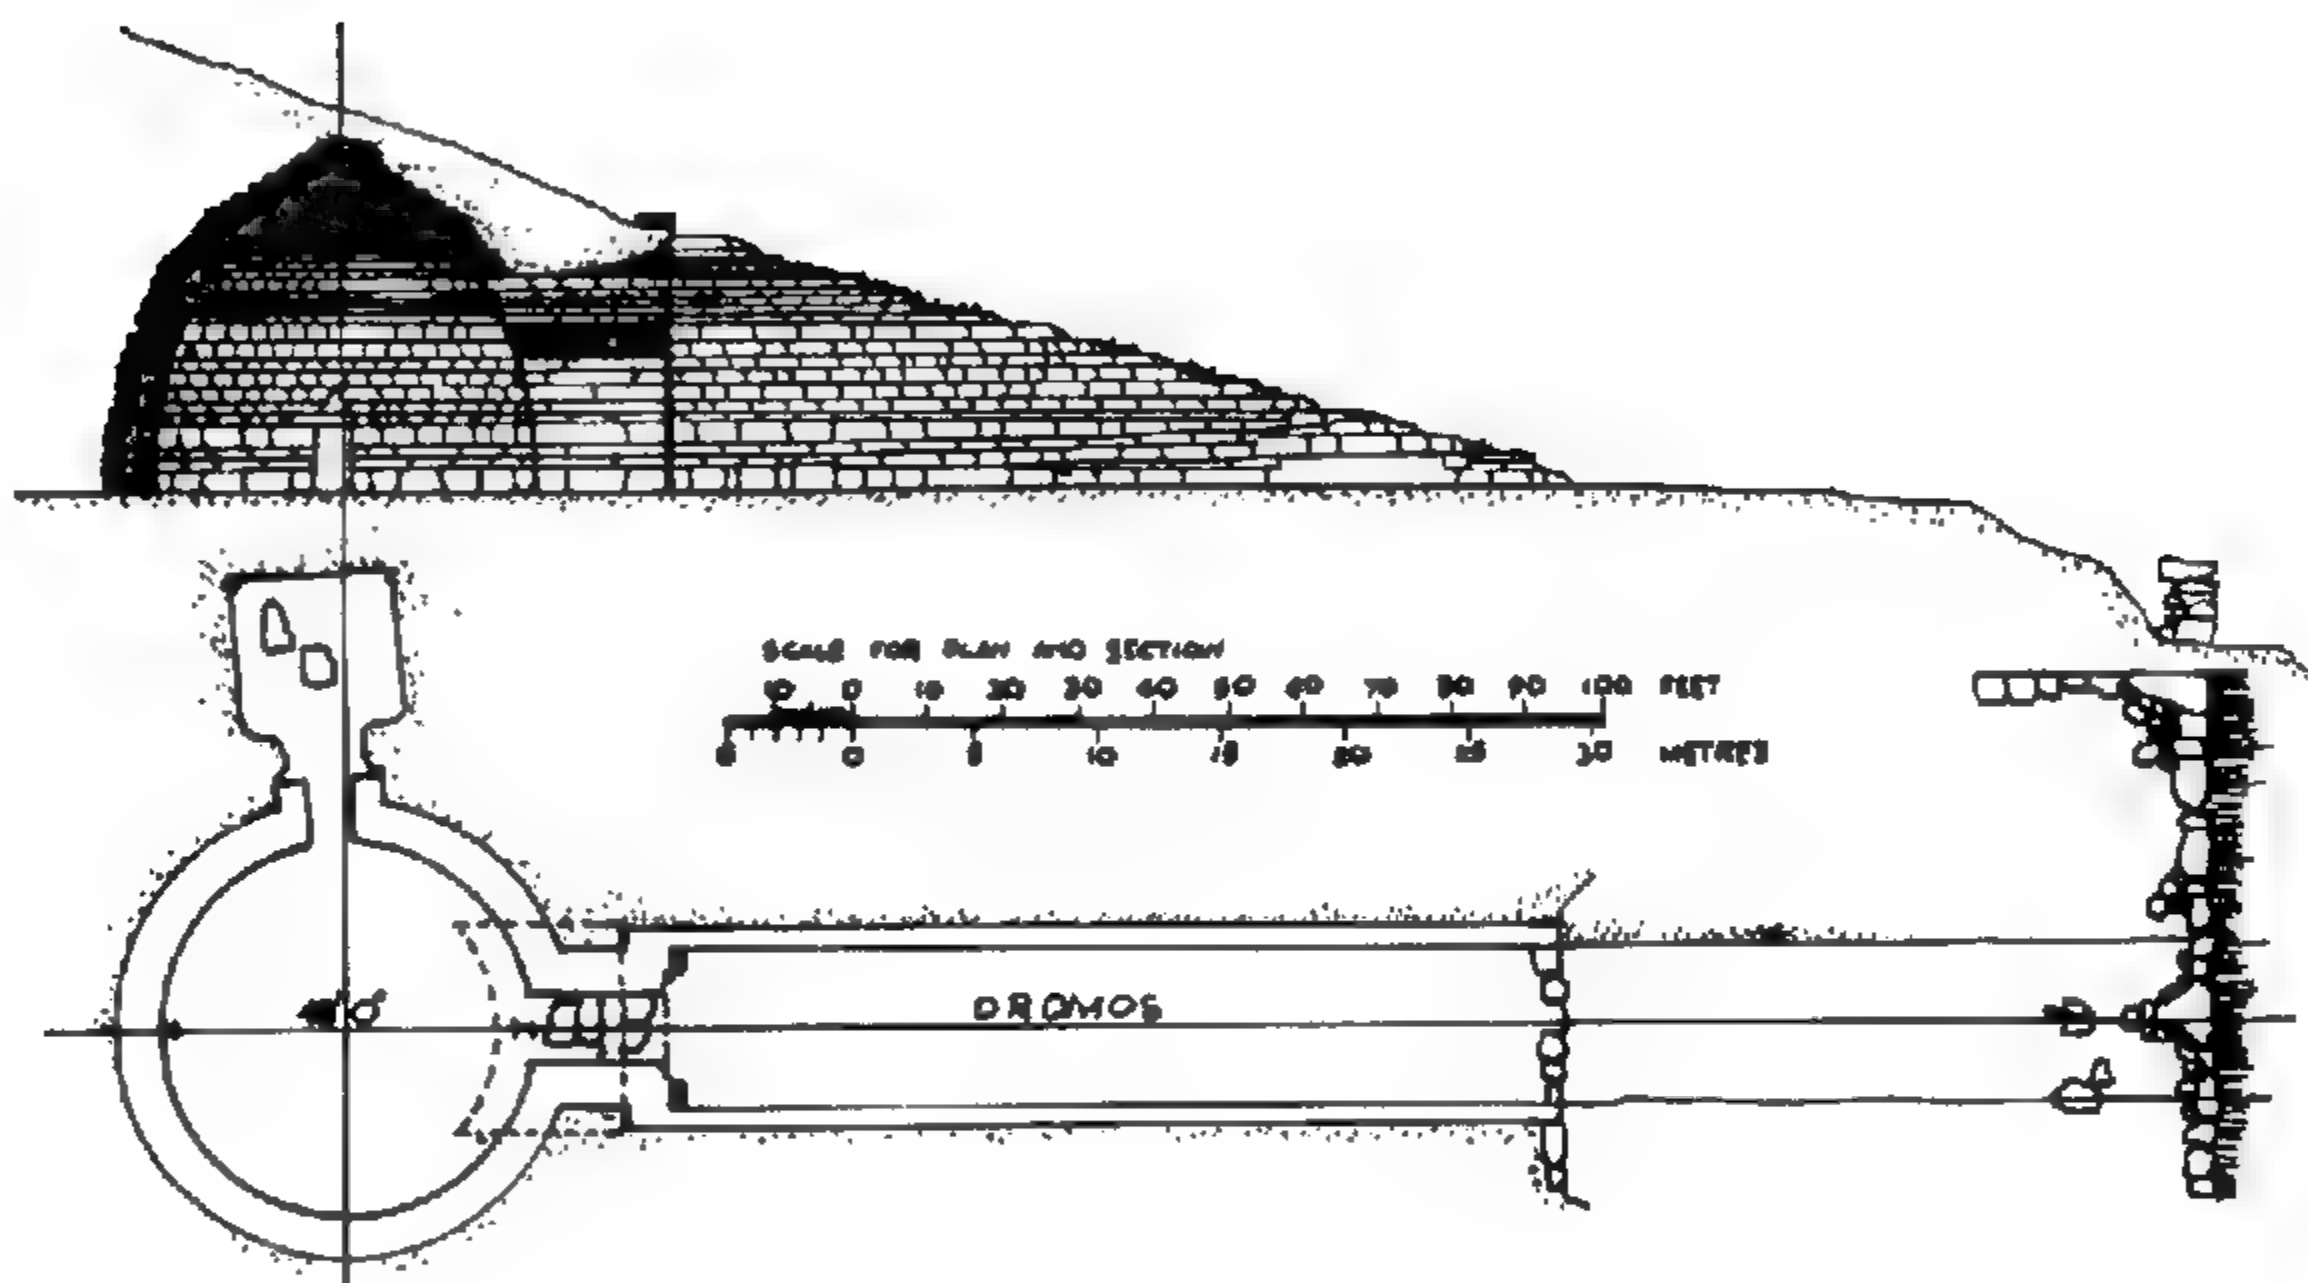 SCALE FOR PLAN AND SECTION
10 0 10 20 30 40 50 60 70 80 90 100 FEET
5 0 5 10 15 20 25 30 METRES
DROMOS